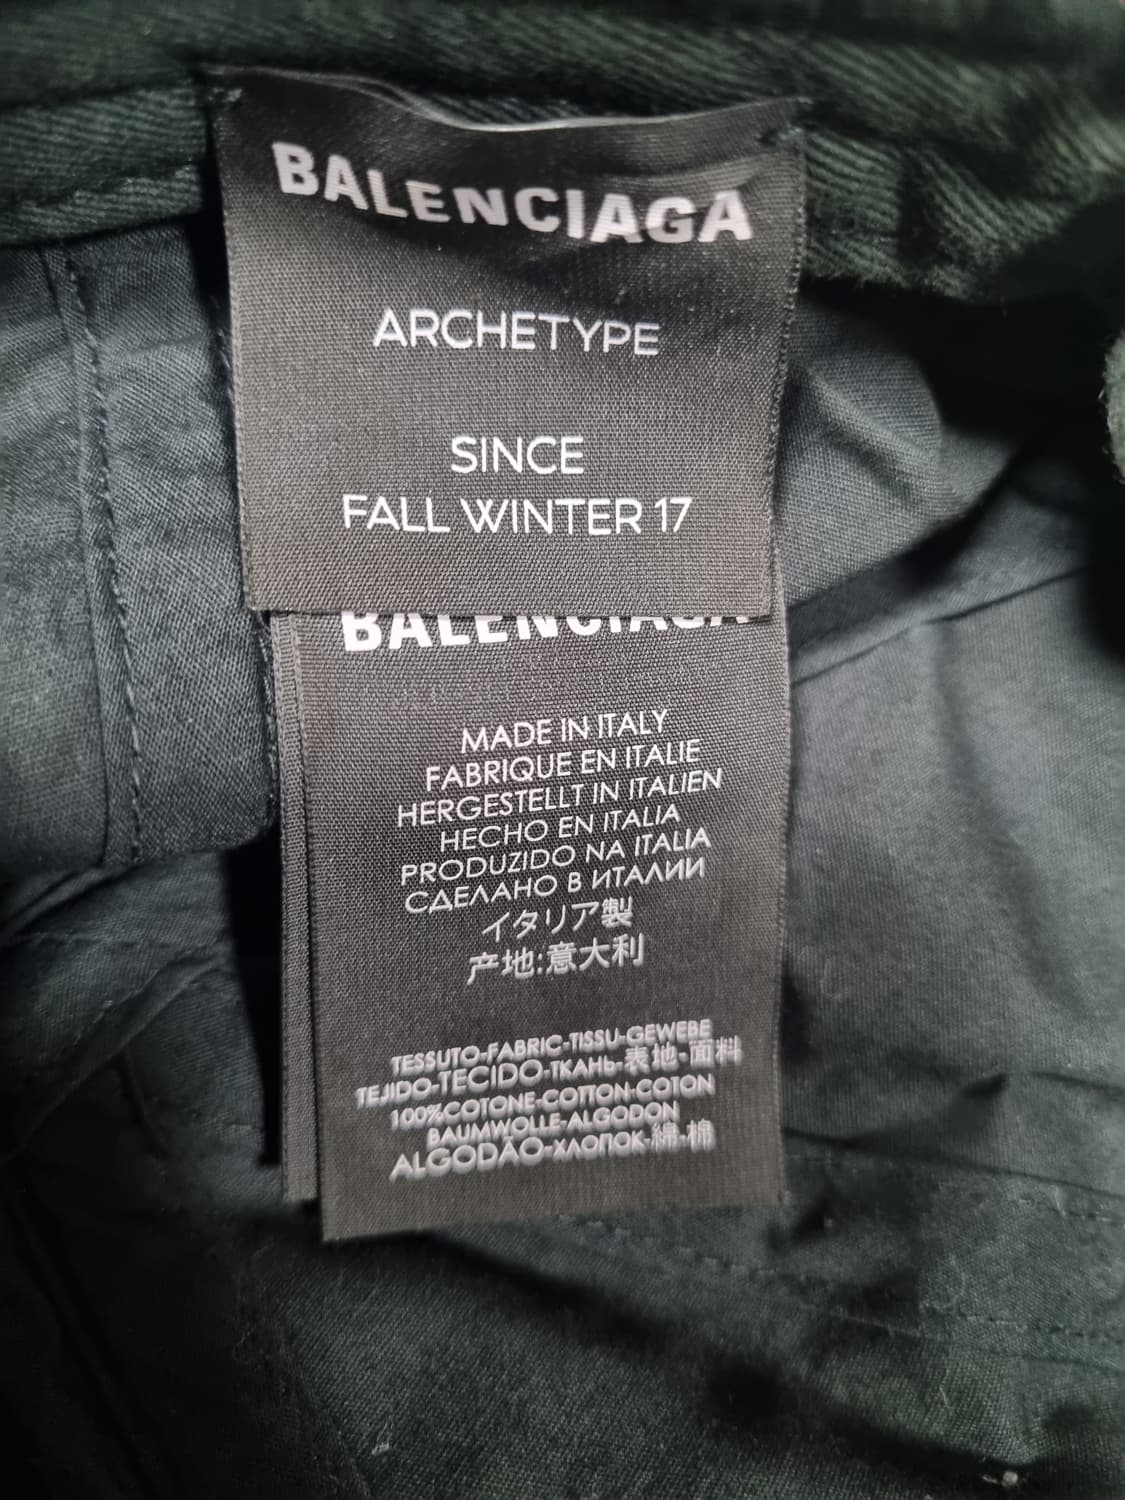 BALENCIAGA
ARCHETYPE
SINCE
FALL WINTER 17
BALENCIAGA
MADE IN ITALY
FABRIQUE EN ITALIE
HERGESTELLT IN ITALIEN
HECHO EN ITALIA
PRODUZIDO NA ITALIA
СДЕЛАНО В ИТАЛИИ
イタリア製
产地:意大利
TESSUTO-FABRIC-TISSU-GEWEBE
TEJIDO-TECIDO-ТКАНЬ-表地-面料
100%COTONE-COTTON-COTON
BAUMWOLLE-ALGODON
ALGODÃO-ХЛОПОК-綿-棉